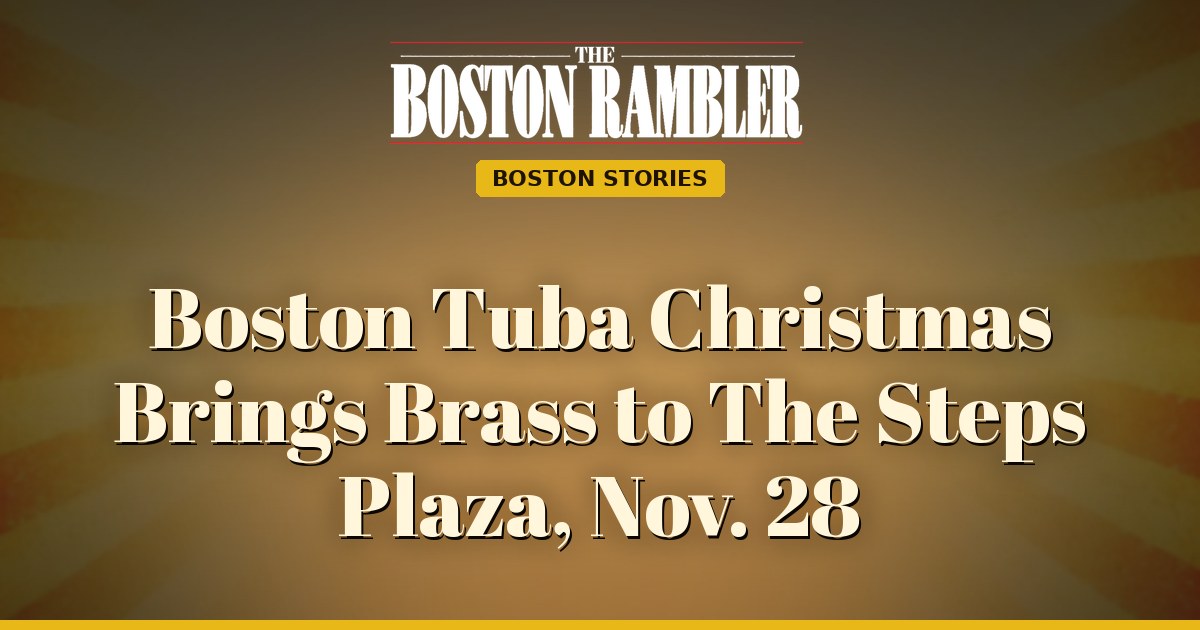 THE
BOSTON RAMBLER
BOSTON STORIES
Boston Tuba Christmas
Brings Brass to The Steps
Plaza, Nov. 28